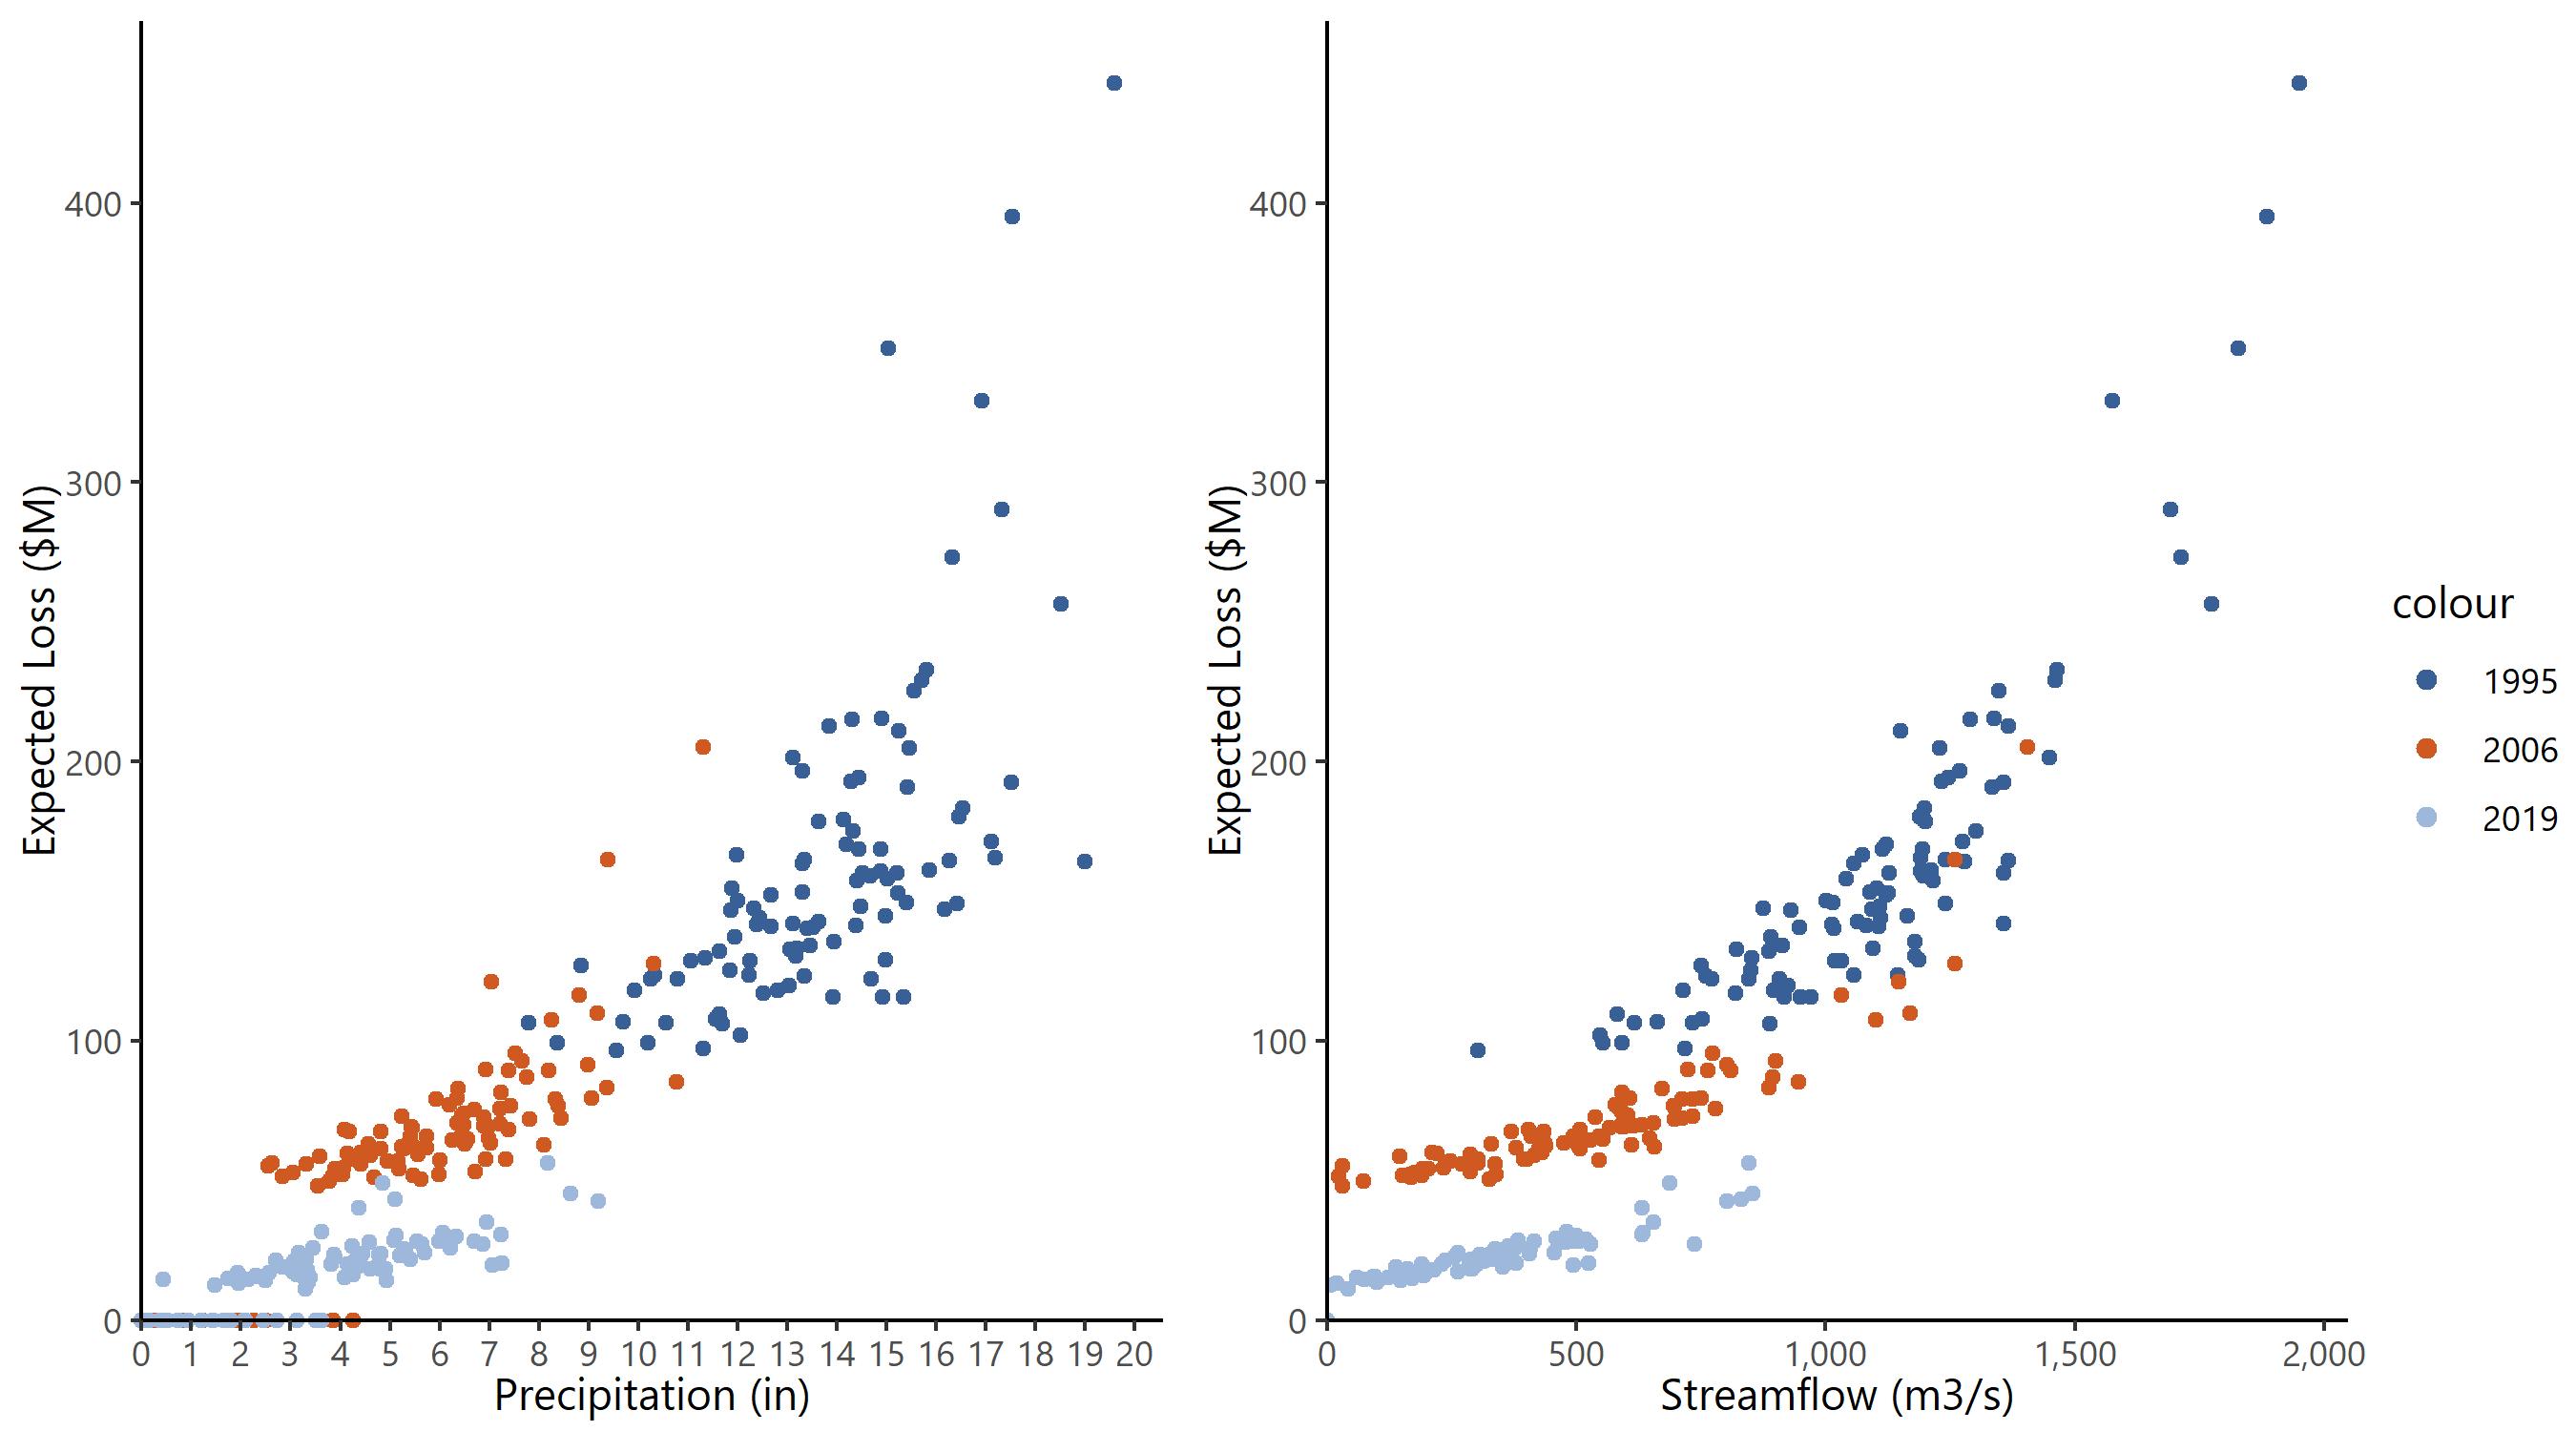 Expected Loss ($M)
400
300
200
100
0
0 1 2 3 4 5 6 7 8 9 10 11 12 13 14 15 16 17 18 19 20
Precipitation (in)
Expected Loss ($M)
400
300
200
100
0
0 500 1,000 1,500 2,000
Streamflow (m3/s)
colour
1995
2006
2019